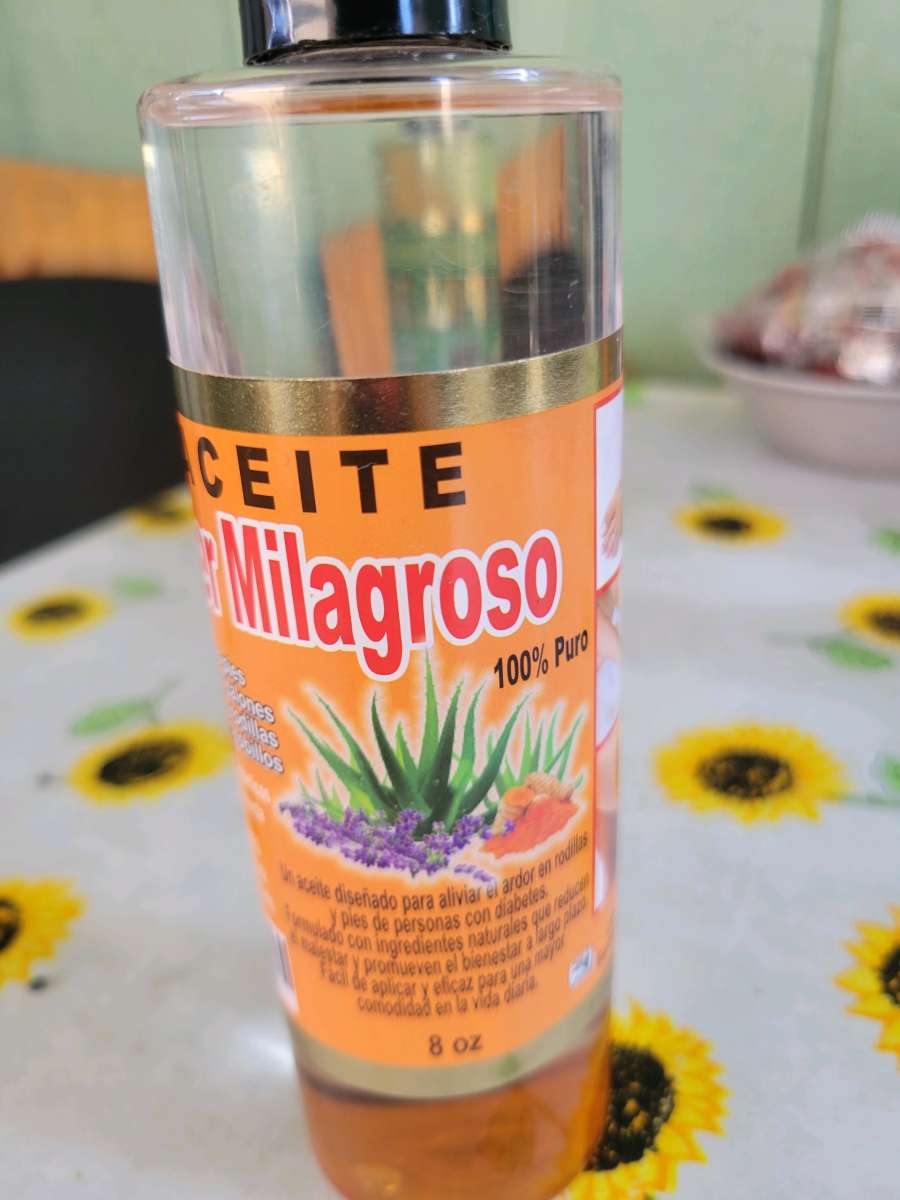 ACEITE
er Milagroso
100% Puro
Un aceite diseñado para aliviar el ardor en rodillas
y pies de personas con diabetes.
Formulado con ingredientes naturales que reducen
el malestar y promueven el bienestar a largo plazo.
Fácil de aplicar y eficaz para una mayor
comodidad en la vida diaria.
8 oz